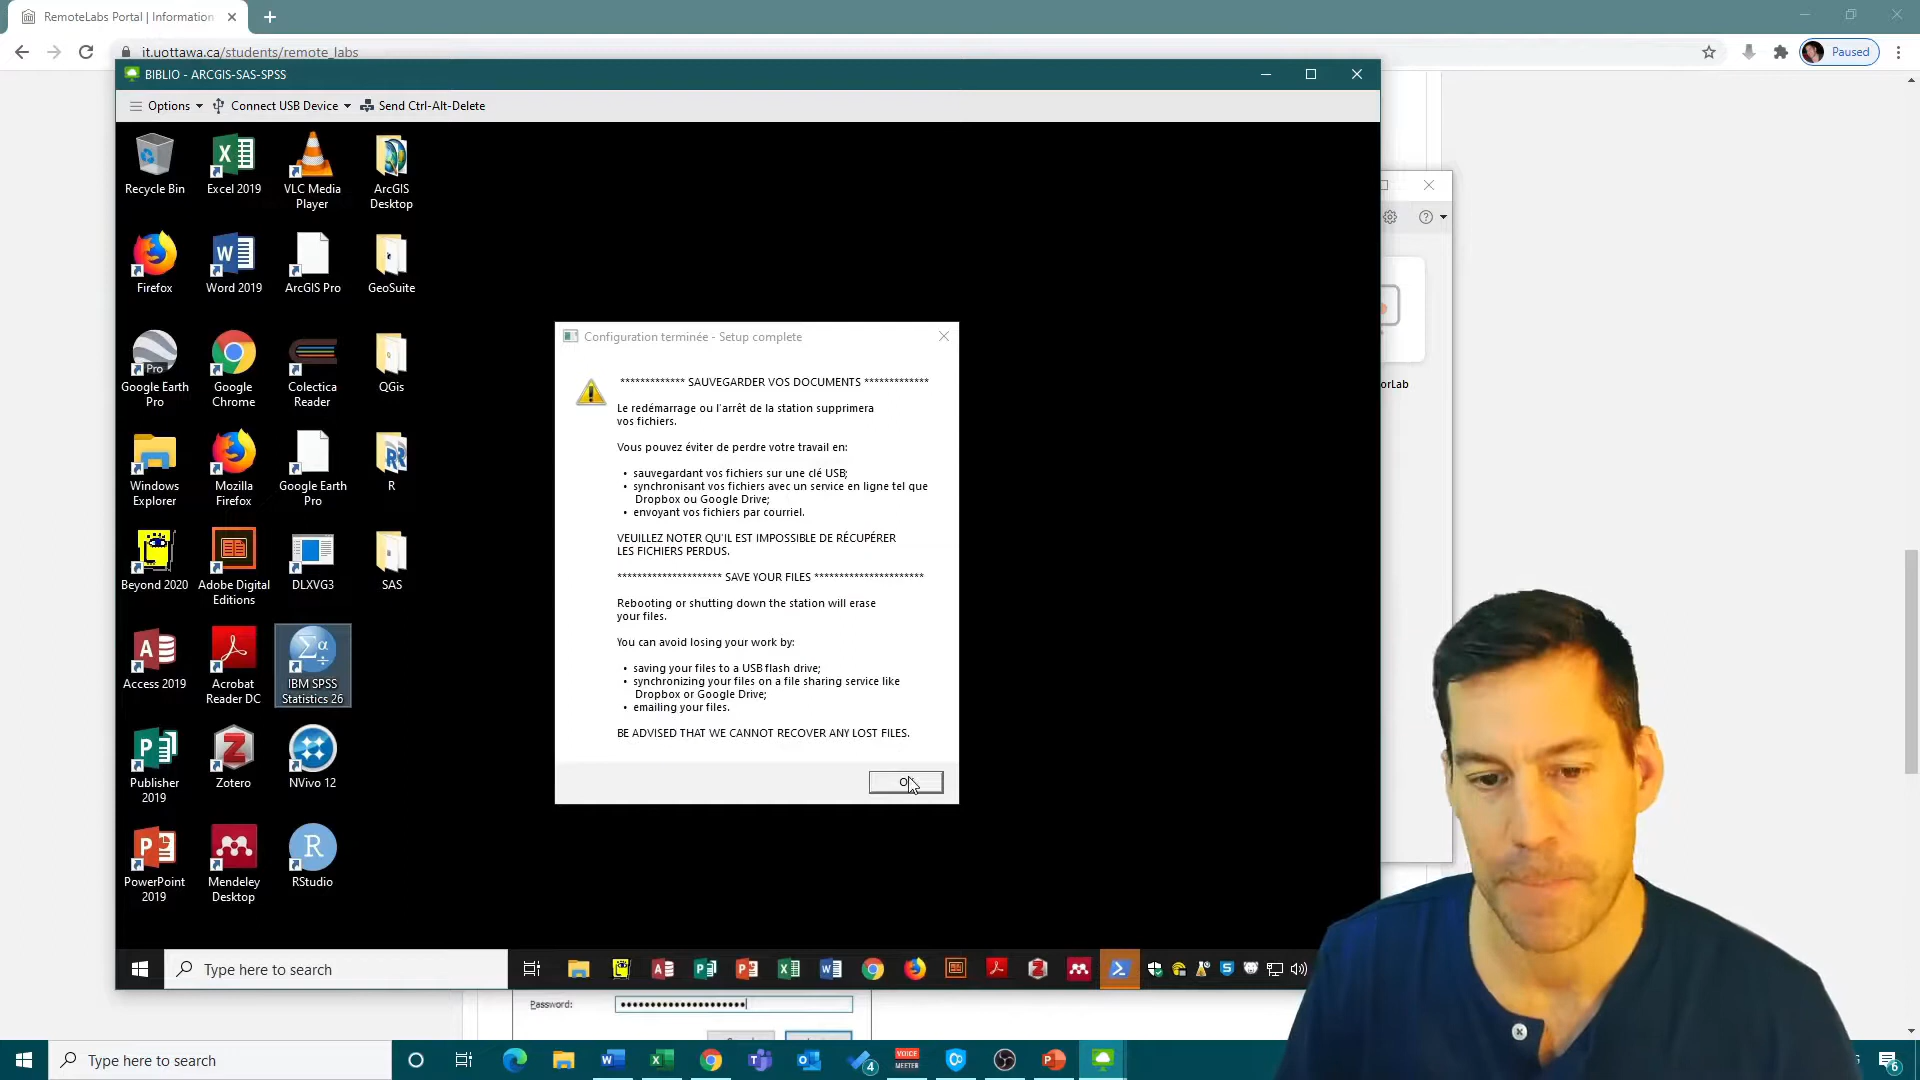 RemoteLabs Portal | Information
it.uottawa.ca/students/remote_labs
Paused
BIBLIO - ARCGIS-SAS-SPSS
Options
Connect USB Device
Send Ctrl-Alt-Delete
Recycle Bin
Excel 2019
VLC Media
Player
ArcGIS
Desktop
Firefox
Word 2019
ArcGIS Pro
GeoSuite
Pro
Google Earth
Pro
Google
Chrome
Colectica
Reader
QGis
Windows
Explorer
Mozilla
Firefox
Google Earth
Pro
R
Beyond 2020
Adobe Digital
Editions
DLXVG3
SAS
Access 2019
Acrobat
Reader DC
IBM SPSS
Statistics 26
Publisher
2019
Zotero
NVivo 12
PowerPoint
2019
Mendeley
Desktop
RStudio
Configuration terminée - Setup complete
************* SAUVEGARDER VOS DOCUMENTS *************
Le redémarrage ou l'arrêt de la station supprimera
vos fichiers.
Vous pouvez éviter de perdre votre travail en:
• sauvegardant vos fichiers sur une clé USB;
• synchronisant vos fichiers avec un service en ligne tel que
Dropbox ou Google Drive;
• envoyant vos fichiers par courriel.
VEUILLEZ NOTER QU'IL EST IMPOSSIBLE DE RÉCUPÉRER
LES FICHIERS PERDUS.
********************* SAVE YOUR FILES **********************
Rebooting or shutting down the station will erase
your files.
You can avoid losing your work by:
• saving your files to a USB flash drive;
• synchronizing your files on a file sharing service like
Dropbox or Google Drive;
• emailing your files.
BE ADVISED THAT WE CANNOT RECOVER ANY LOST FILES.
orLab
Type here to search
Password:
Type here to search
4
VOICE
MEETER
6